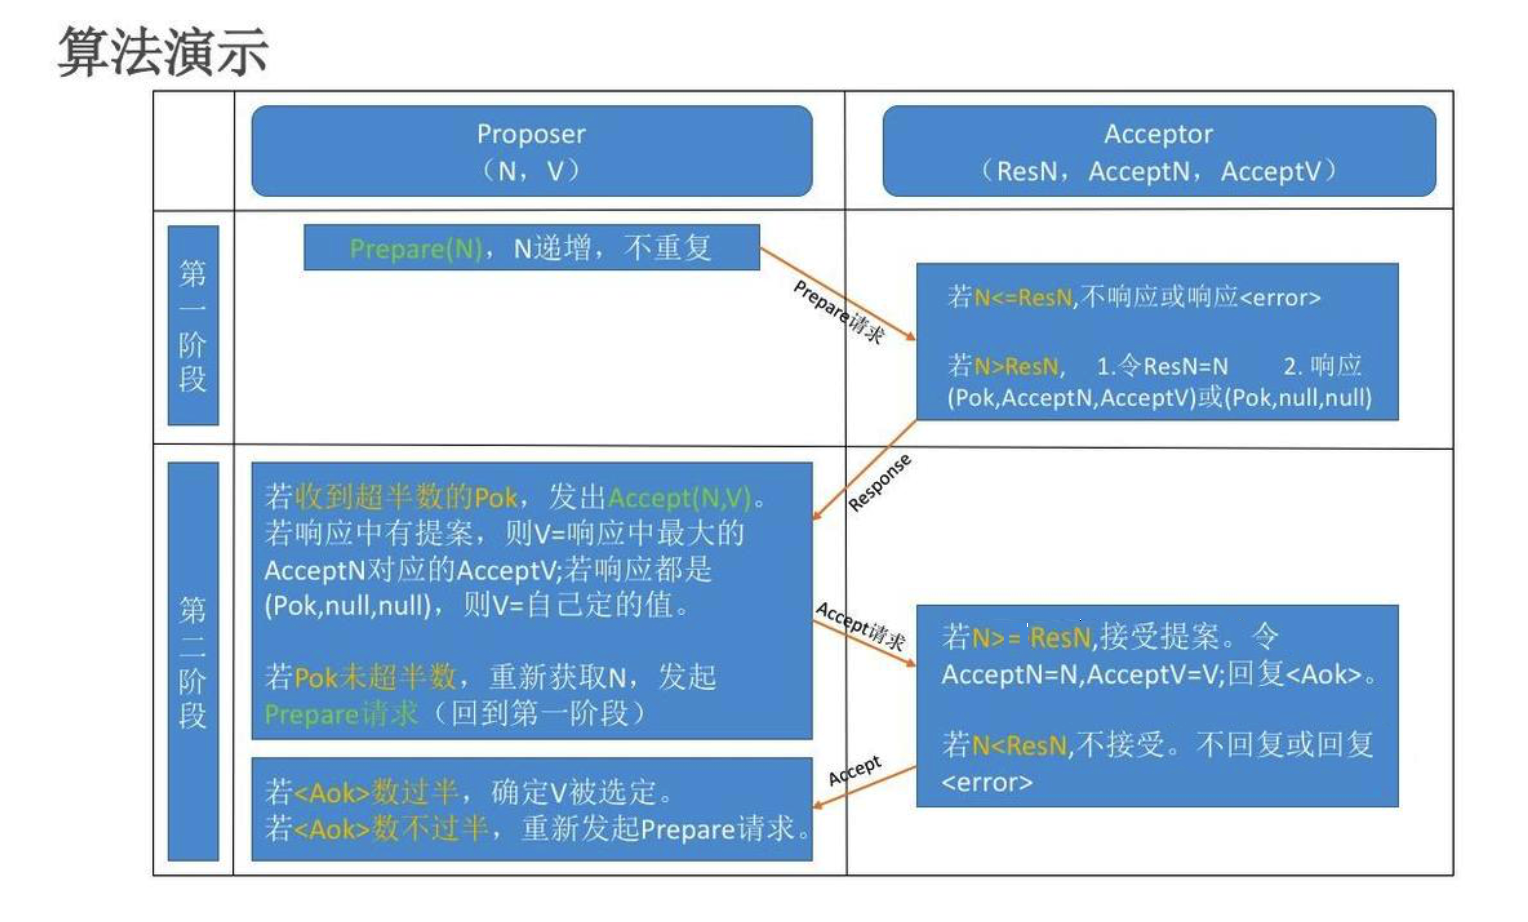 算法演示
Proposer
（N，V）
Acceptor
（ResN，AcceptN，AcceptV）
第一阶段
Prepare(N)，N递增，不重复
Prepare请求
若N<=ResN,不响应或响应<error>
若N>ResN, 1.令ResN=N 2. 响应
(Pok,AcceptN,AcceptV)或(Pok,null,null)
Response
第二阶段
若收到超半数的Pok，发出Accept(N,V)。
若响应中有提案，则V=响应中最大的
AcceptN对应的AcceptV;若响应都是
(Pok,null,null)，则V=自己定的值。
若Pok未超半数，重新获取N，发起
Prepare请求（回到第一阶段）
Accept请求
若N>= ResN,接受提案。令
AcceptN=N,AcceptV=V;回复<Aok>。
若N<ResN,不接受。不回复或回复
<error>
Accept
若<Aok>数过半，确定V被选定。
若<Aok>数不过半，重新发起Prepare请求。